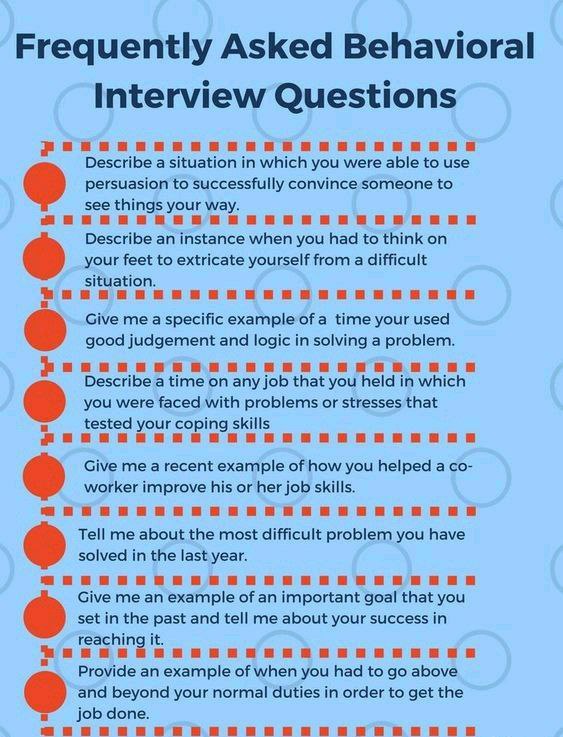 Frequently Asked Behavioral
Interview Questions
Describe a situation in which you were able to use
persuasion to successfully convince someone to
see things your way.
Describe an instance when you had to think on
your feet to extricate yourself from a difficult
situation.
Give me a specific example of a time your used
good judgement and logic in solving a problem.
Describe a time on any job that you held in which
you were faced with problems or stresses that
tested your coping skills
Give me a recent example of how you helped a co-
worker improve his or her job skills.
Tell me about the most difficult problem you have
solved in the last year.
Give me an example of an important goal that you
set in the past and tell me about your success in
reaching it.
Provide an example of when you had to go above
and beyond your normal duties in order to get the
job done.